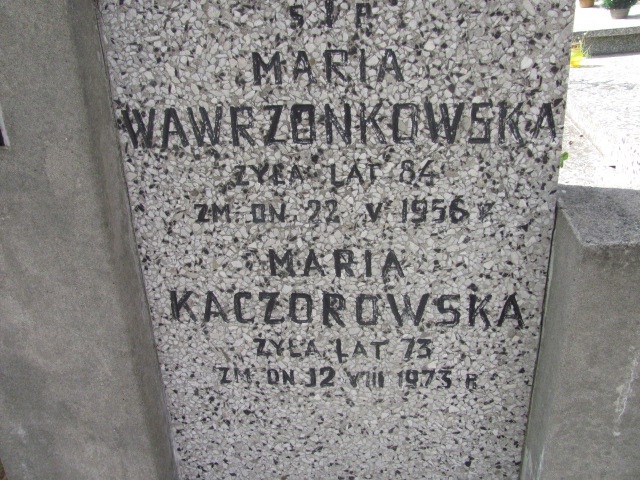 Ś P
MARIA
WAWRZONKOWSKA
ŻYŁA LAT 84
ZM. DN. 22 V 1956 R.
MARIA
KACZOROWSKA
ŻYŁA LAT 73
ZM. DN 12 VIII 1973 R.